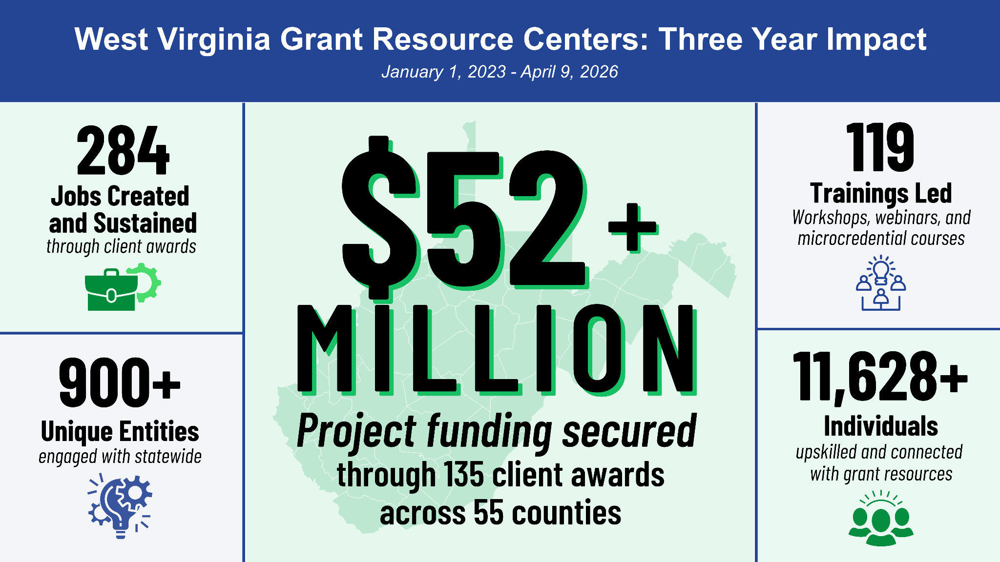 West Virginia Grant Resource Centers: Three Year Impact
January 1, 2023 - April 9, 2026
284
Jobs Created
and Sustained
through client awards
900+
Unique Entities
engaged with statewide
$52+
MILLION
Project funding secured
through 135 client awards
across 55 counties
119
Trainings Led
Workshops, webinars, and
microcredential courses
11,628+
Individuals
upskilled and connected
with grant resources